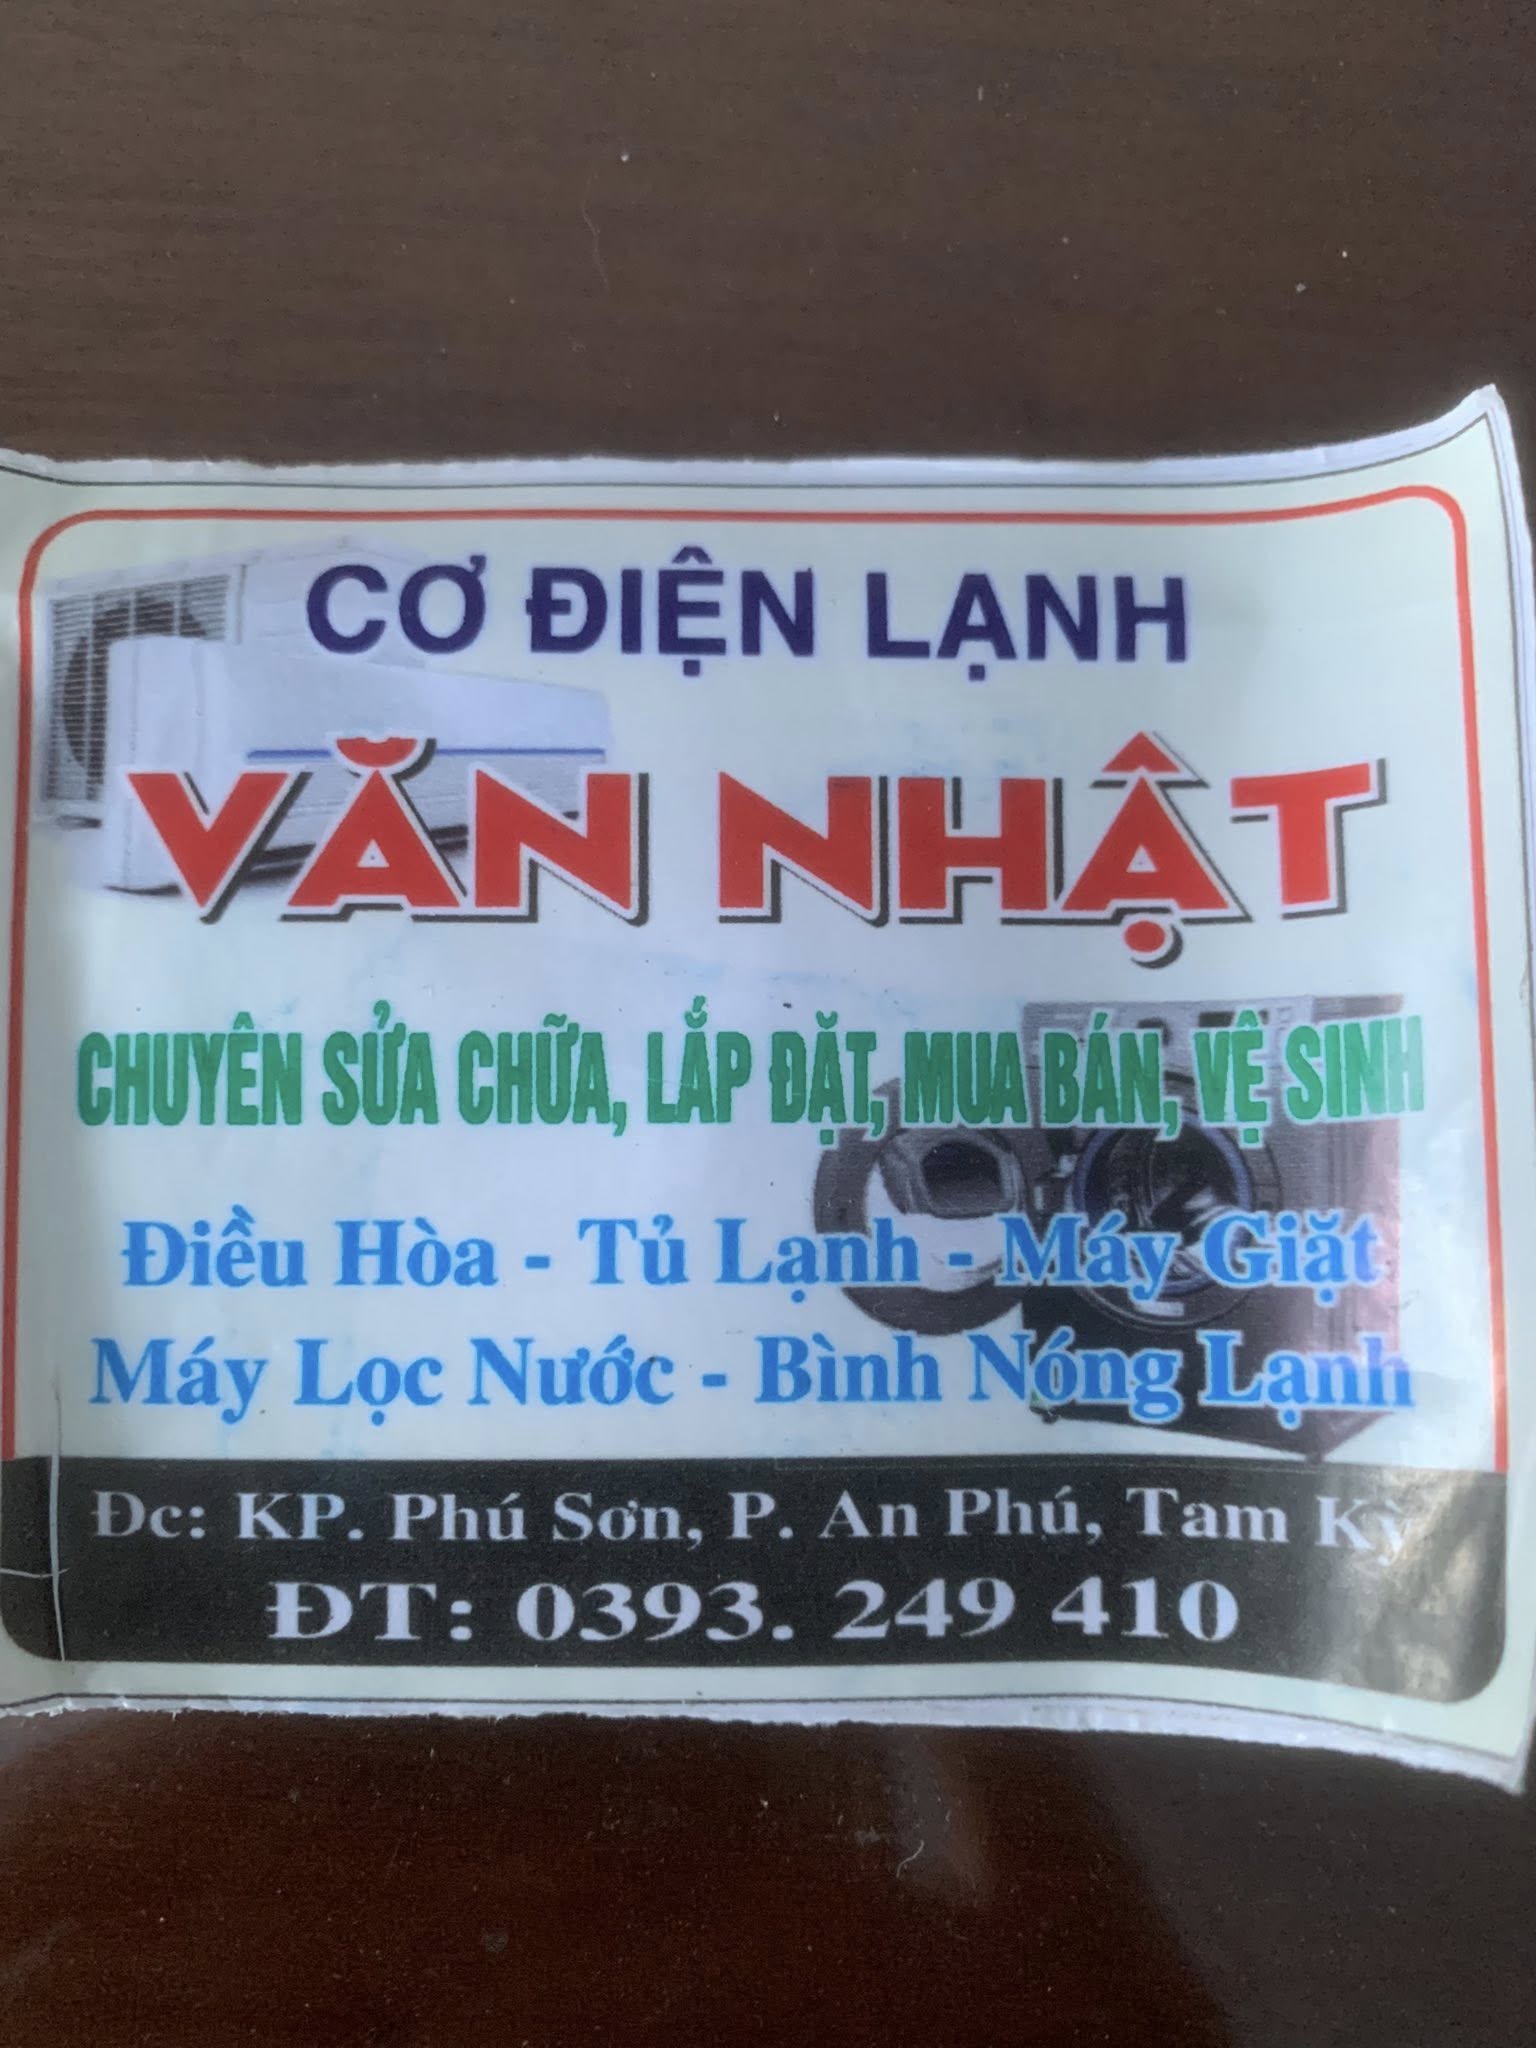 CƠ ĐIỆN LẠNH
VĂN NHẬT
CHUYÊN SỬA CHỮA, LẮP ĐẶT, MUA BÁN, VỆ SINH
Điều Hòa - Tủ Lạnh - Máy Giặt
Máy Lọc Nước - Bình Nóng Lạnh
Đc: KP. Phú Sơn, P. An Phú, Tam Kỳ
ĐT: 0393. 249 410